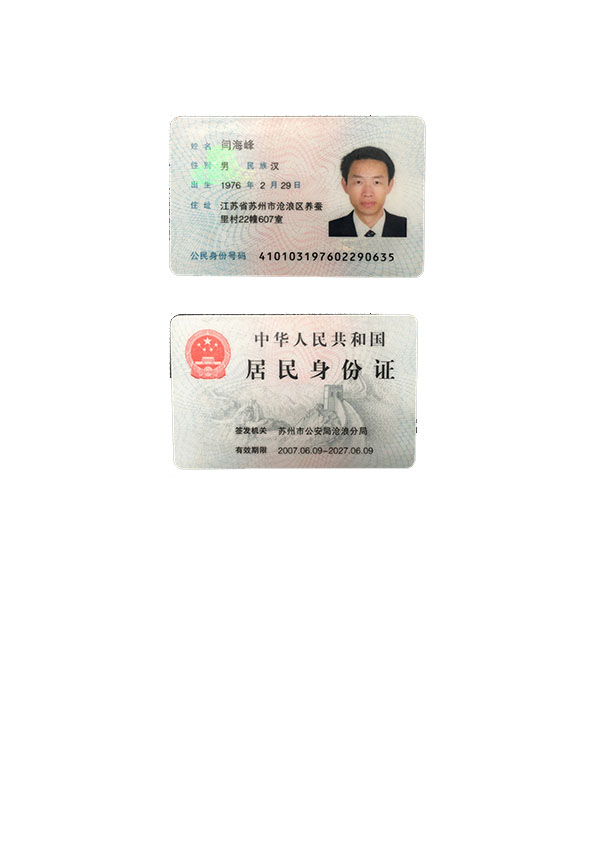 姓名 闫海峰
性别 男 民族 汉
出生 1976 年 2 月 29 日
住址 江苏省苏州市沧浪区养蚕
里村22幢607室
公民身份号码 410103197602290635
中华人民共和国
居民身份证
签发机关 苏州市公安局沧浪分局
有效期限 2007.06.09-2027.06.09